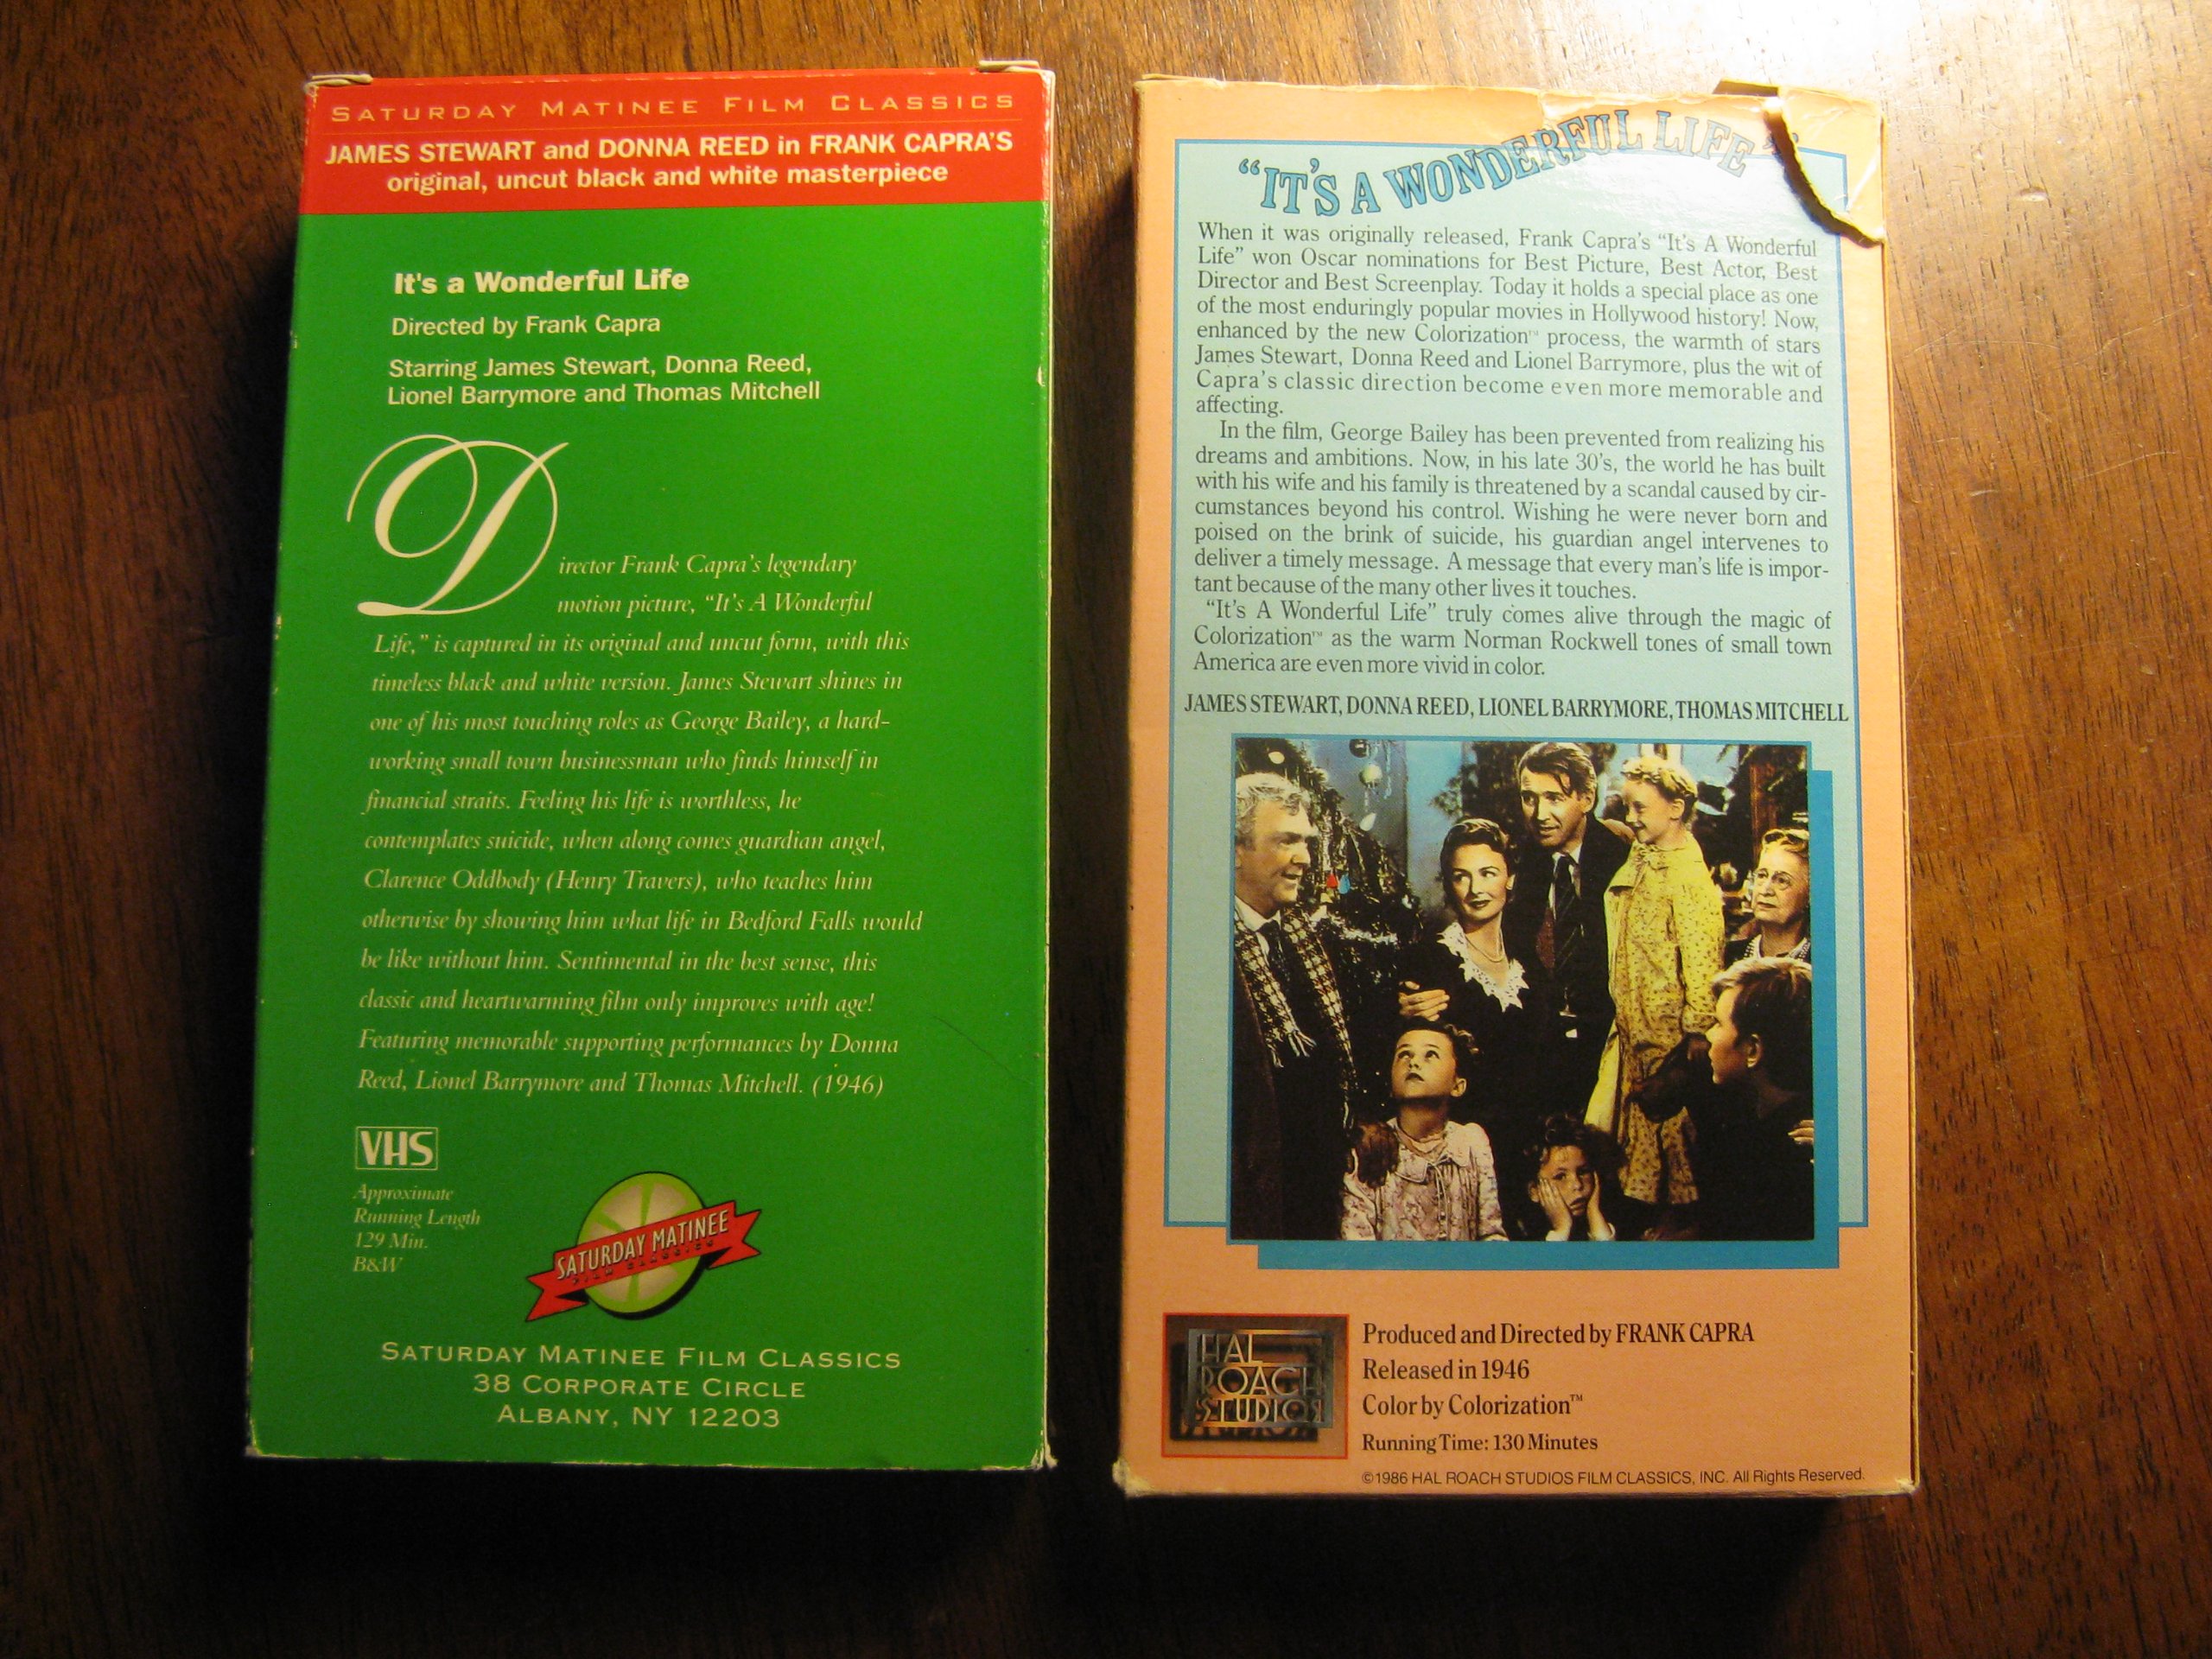 SATURDAY MATINEE FILM CLASSICS
JAMES STEWART and DONNA REED in FRANK CAPRA'S
original, uncut black and white masterpiece
It's a Wonderful Life
Directed by Frank Capra
Starring James Stewart, Donna Reed,
Lionel Barrymore and Thomas Mitchell
Director Frank Capra's legendary
motion picture, "It's A Wonderful
Life," is captured in its original and uncut form, with this
timeless black and white version. James Stewart shines in
one of his most touching roles as George Bailey, a hard-
working small town businessman who finds himself in
financial straits. Feeling his life is worthless, he
contemplates suicide, when along comes guardian angel,
Clarence Oddbody (Henry Travers), who teaches him
otherwise by showing him what life in Bedford Falls would
be like without him. Sentimental in the best sense, this
classic and heartwarming film only improves with age!
Featuring memorable supporting performances by Donna
Reed, Lionel Barrymore and Thomas Mitchell. (1946)
VHS
Approximate
Running Length
129 Min.
B&W
SATURDAY MATINEE
FILM CLASSICS
SATURDAY MATINEE FILM CLASSICS
38 CORPORATE CIRCLE
ALBANY, NY 12203
"IT'S A WONDERFUL LIFE"
When it was originally released, Frank Capra's "It's A Wonderful
Life" won Oscar nominations for Best Picture, Best Actor, Best
Director and Best Screenplay. Today it holds a special place as one
of the most enduringly popular movies in Hollywood history! Now,
enhanced by the new Colorization™ process, the warmth of stars
James Stewart, Donna Reed and Lionel Barrymore, plus the wit of
Capra's classic direction become even more memorable and
affecting.
In the film, George Bailey has been prevented from realizing his
dreams and ambitions. Now, in his late 30's, the world he has built
with his wife and his family is threatened by a scandal caused by cir-
cumstances beyond his control. Wishing he were never born and
poised on the brink of suicide, his guardian angel intervenes to
deliver a timely message. A message that every man's life is impor-
tant because of the many other lives it touches.
"It's A Wonderful Life" truly comes alive through the magic of
Colorization™ as the warm Norman Rockwell tones of small town
America are even more vivid in color.
JAMES STEWART, DONNA REED, LIONEL BARRYMORE, THOMAS MITCHELL
HAL
ROACH
STUDIOS
Produced and Directed by FRANK CAPRA
Released in 1946
Color by Colorization™
Running Time: 130 Minutes
©1986 HAL ROACH STUDIOS FILM CLASSICS, INC. All Rights Reserved.